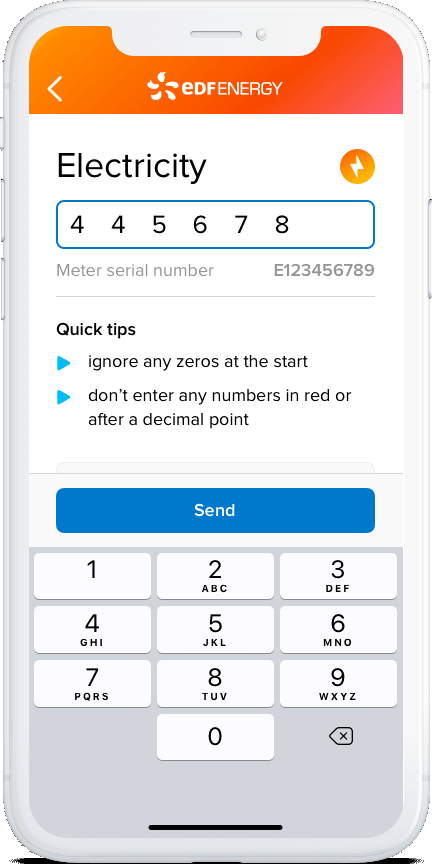 edF ENERGY
Electricity
4 4 5 6 7 8
Meter serial number E123456789
Quick tips
ignore any zeros at the start
don't enter any numbers in red or
after a decimal point
Send
1 2 3
ABC DEF
4 5 6
GHI JKL MNO
7 8 9
PQRS TUV WXYZ
0